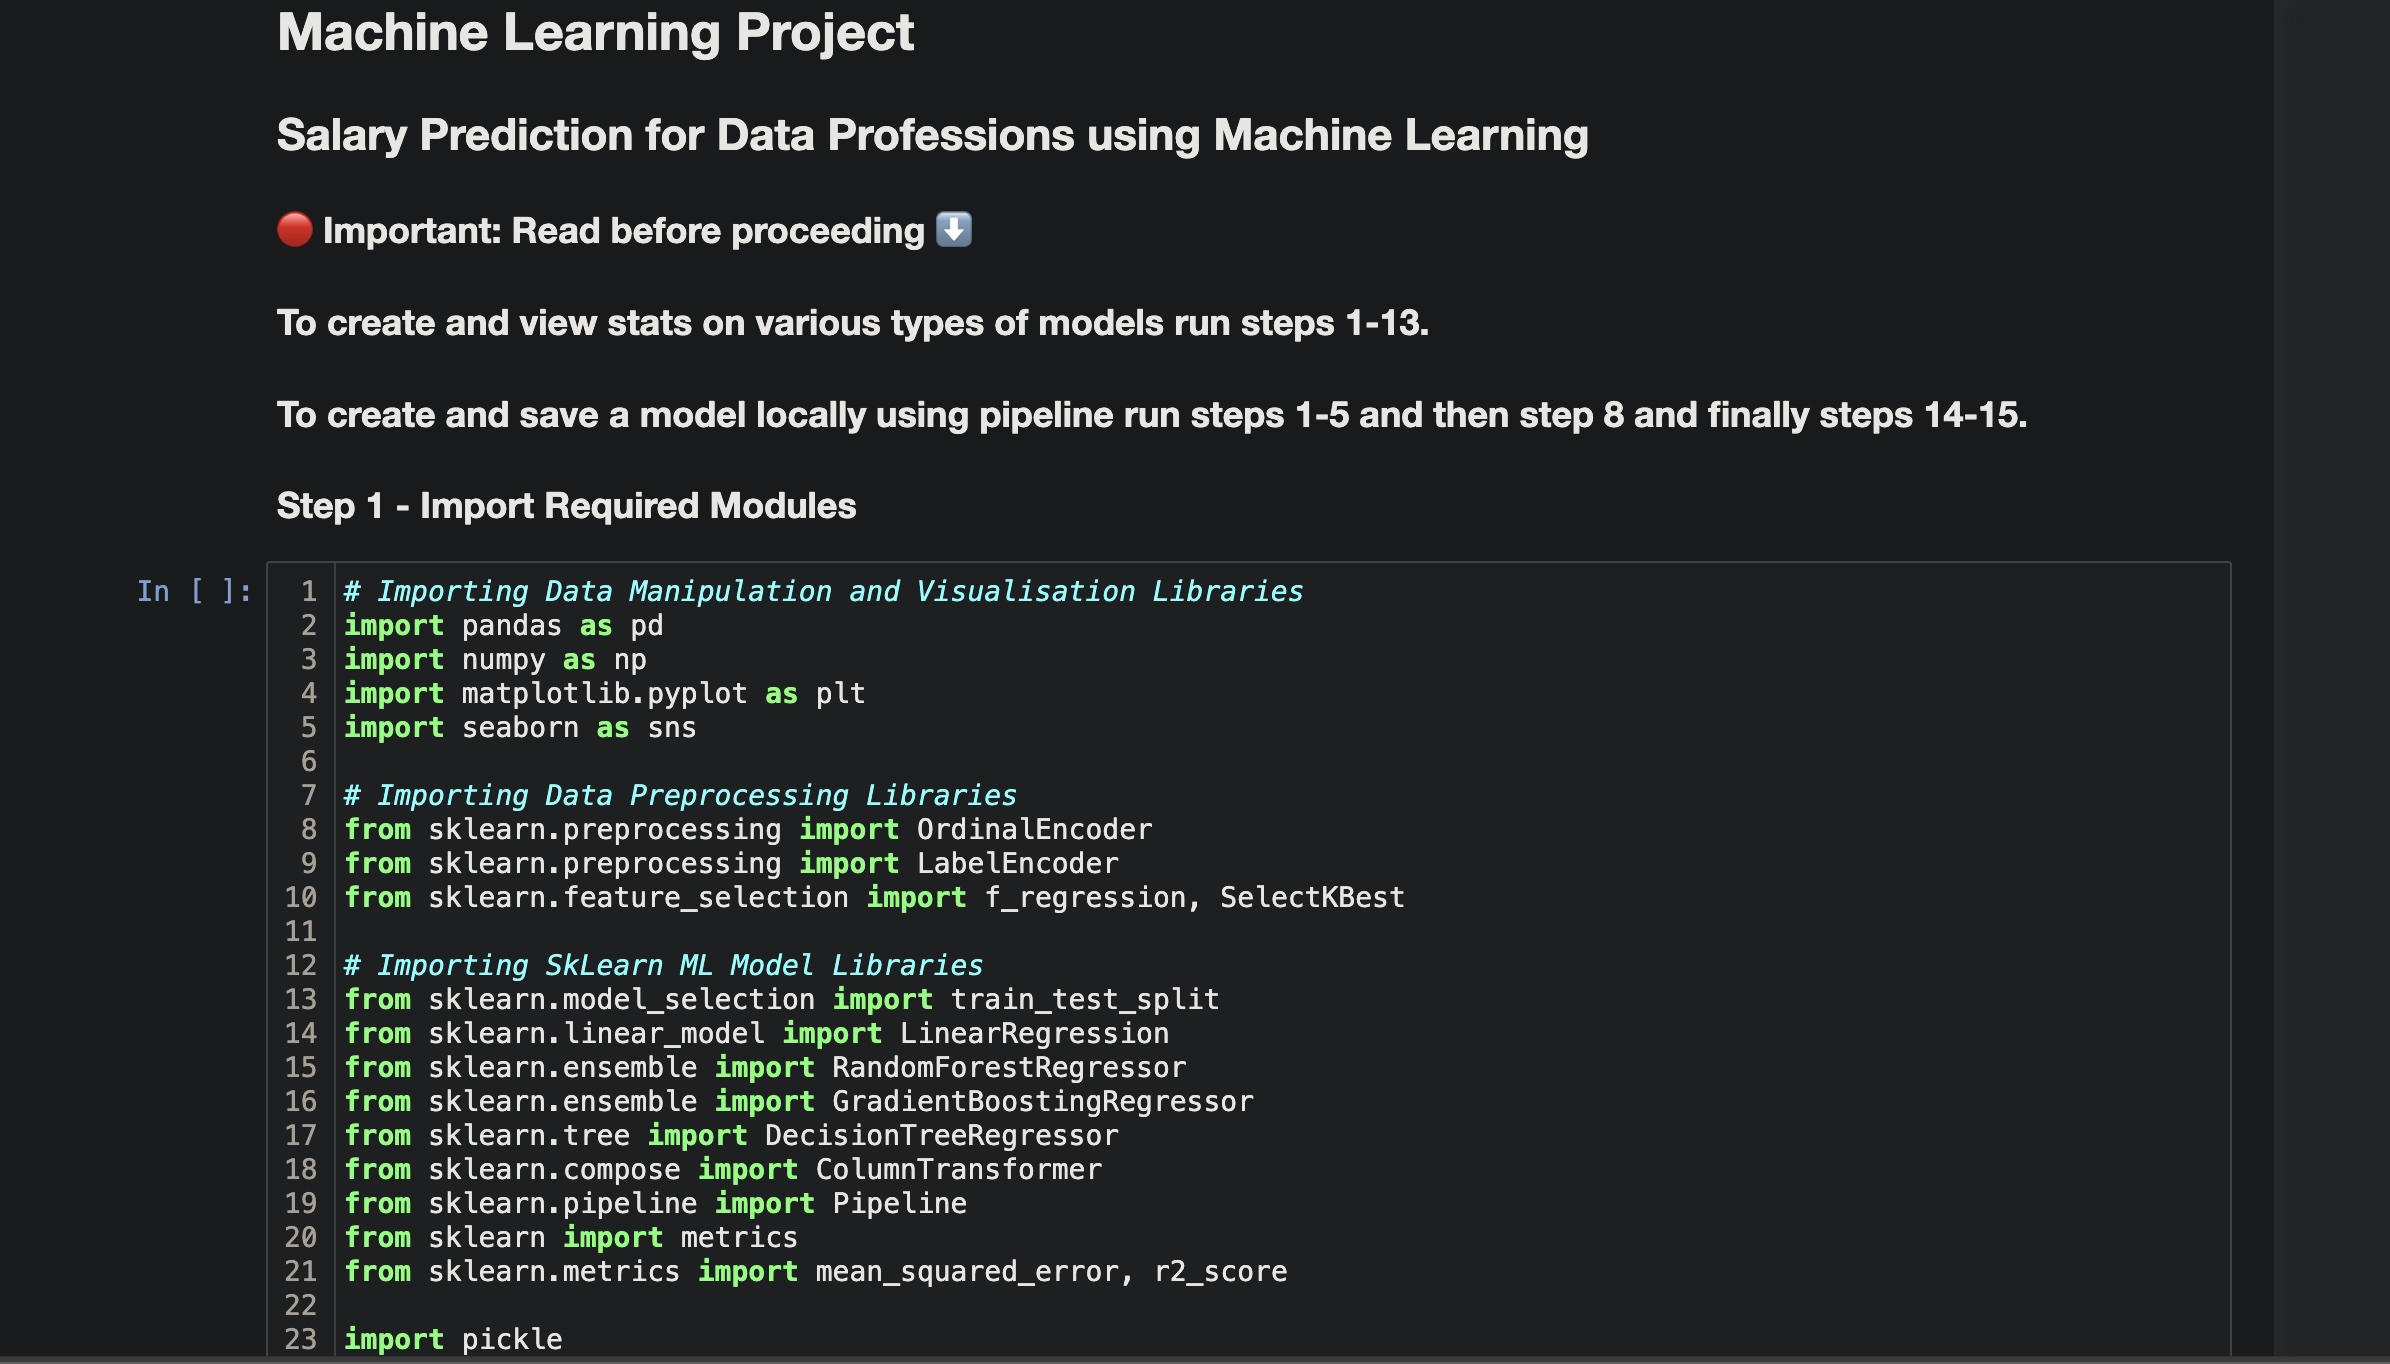 Machine Learning Project
Salary Prediction for Data Professions using Machine Learning
🔴 Important: Read before proceeding ⬇️
To create and view stats on various types of models run steps 1-13.
To create and save a model locally using pipeline run steps 1-5 and then step 8 and finally steps 14-15.
Step 1 - Import Required Modules
In [ ]:
1 # Importing Data Manipulation and Visualisation Libraries
2 import pandas as pd
3 import numpy as np
4 import matplotlib.pyplot as plt
5 import seaborn as sns
6
7 # Importing Data Preprocessing Libraries
8 from sklearn.preprocessing import OrdinalEncoder
9 from sklearn.preprocessing import LabelEncoder
10 from sklearn.feature_selection import f_regression, SelectKBest
11
12 # Importing SkLearn ML Model Libraries
13 from sklearn.model_selection import train_test_split
14 from sklearn.linear_model import LinearRegression
15 from sklearn.ensemble import RandomForestRegressor
16 from sklearn.ensemble import GradientBoostingRegressor
17 from sklearn.tree import DecisionTreeRegressor
18 from sklearn.compose import ColumnTransformer
19 from sklearn.pipeline import Pipeline
20 from sklearn import metrics
21 from sklearn.metrics import mean_squared_error, r2_score
22
23 import pickle